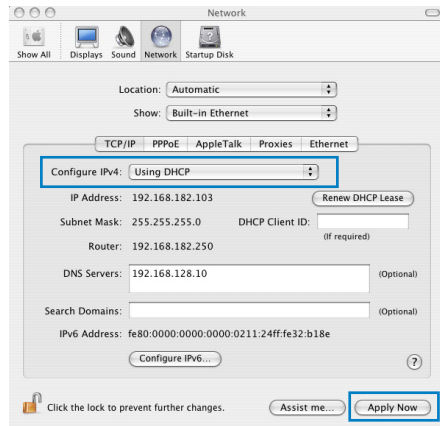 Network
Show All Displays Sound Network Startup Disk
Location: Automatic
Show: Built-in Ethernet
TCP/IP PPPoE AppleTalk Proxies Ethernet
Configure IPv4: Using DHCP
IP Address: 192.168.182.103 Renew DHCP Lease
Subnet Mask: 255.255.255.0 DHCP Client ID:
(If required)
Router: 192.168.182.250
DNS Servers: 192.168.128.10 (Optional)
Search Domains: (Optional)
IPv6 Address: fe80:0000:0000:0000:0211:24ff:fe32:b18e
Configure IPv6... ?
Click the lock to prevent further changes. Assist me... Apply Now